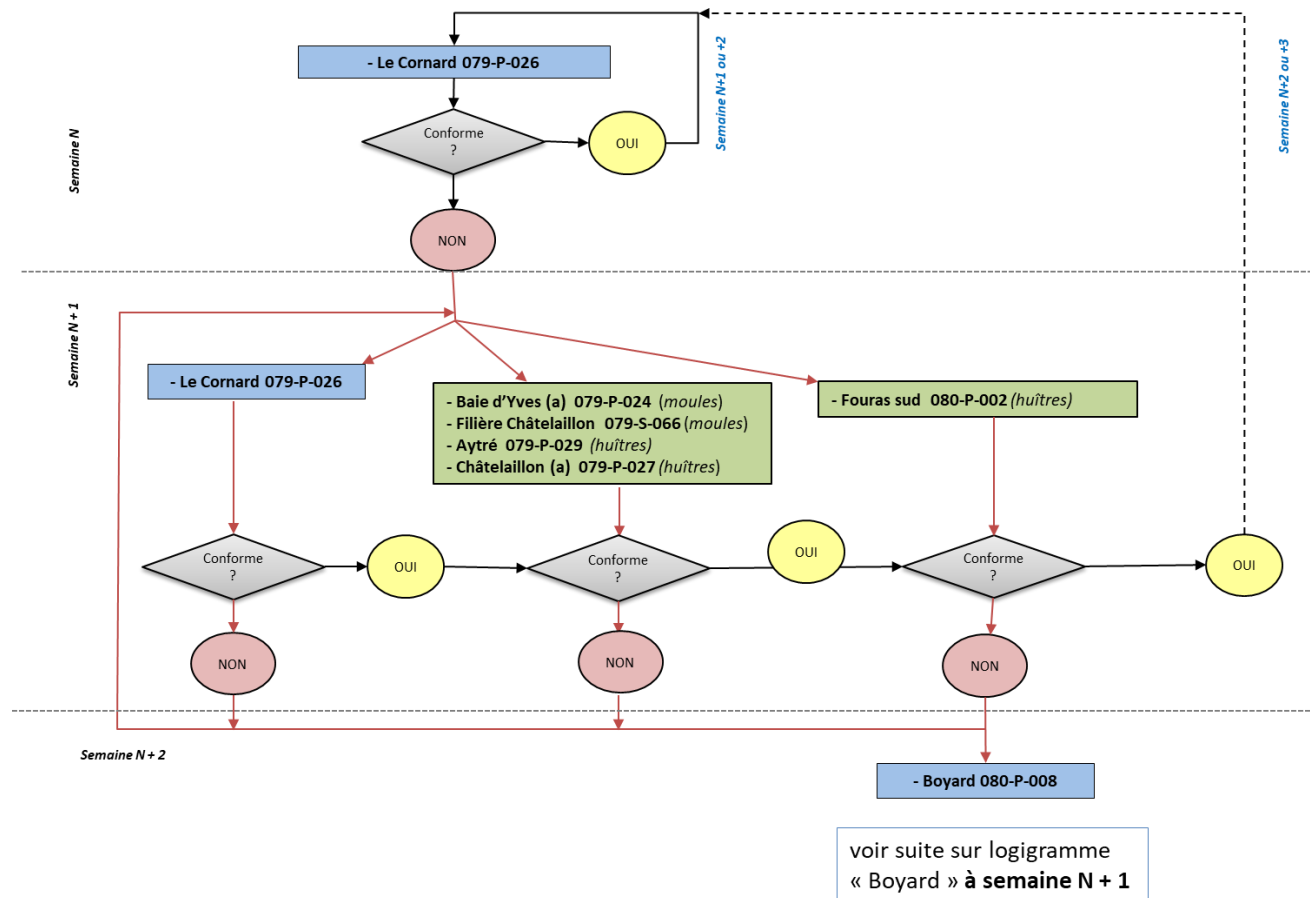 - Le Cornard 079-P-026
Semaine N+1 ou +2
Semaine N+2 ou +3
Semaine N
Conforme
?
OUI
NON
Semaine N + 1
- Le Cornard 079-P-026
- Baie d’Yves (a) 079-P-024 (moules)
- Filière Châtelaillon 079-S-066 (moules)
- Aytré 079-P-029 (huîtres)
- Châtelaillon (a) 079-P-027 (huîtres)
- Fouras sud 080-P-002 (huîtres)
Conforme
?
OUI
Conforme
?
OUI
Conforme
?
OUI
NON
NON
NON
Semaine N + 2
- Boyard 080-P-008
voir suite sur logigramme
« Boyard » à semaine N + 1